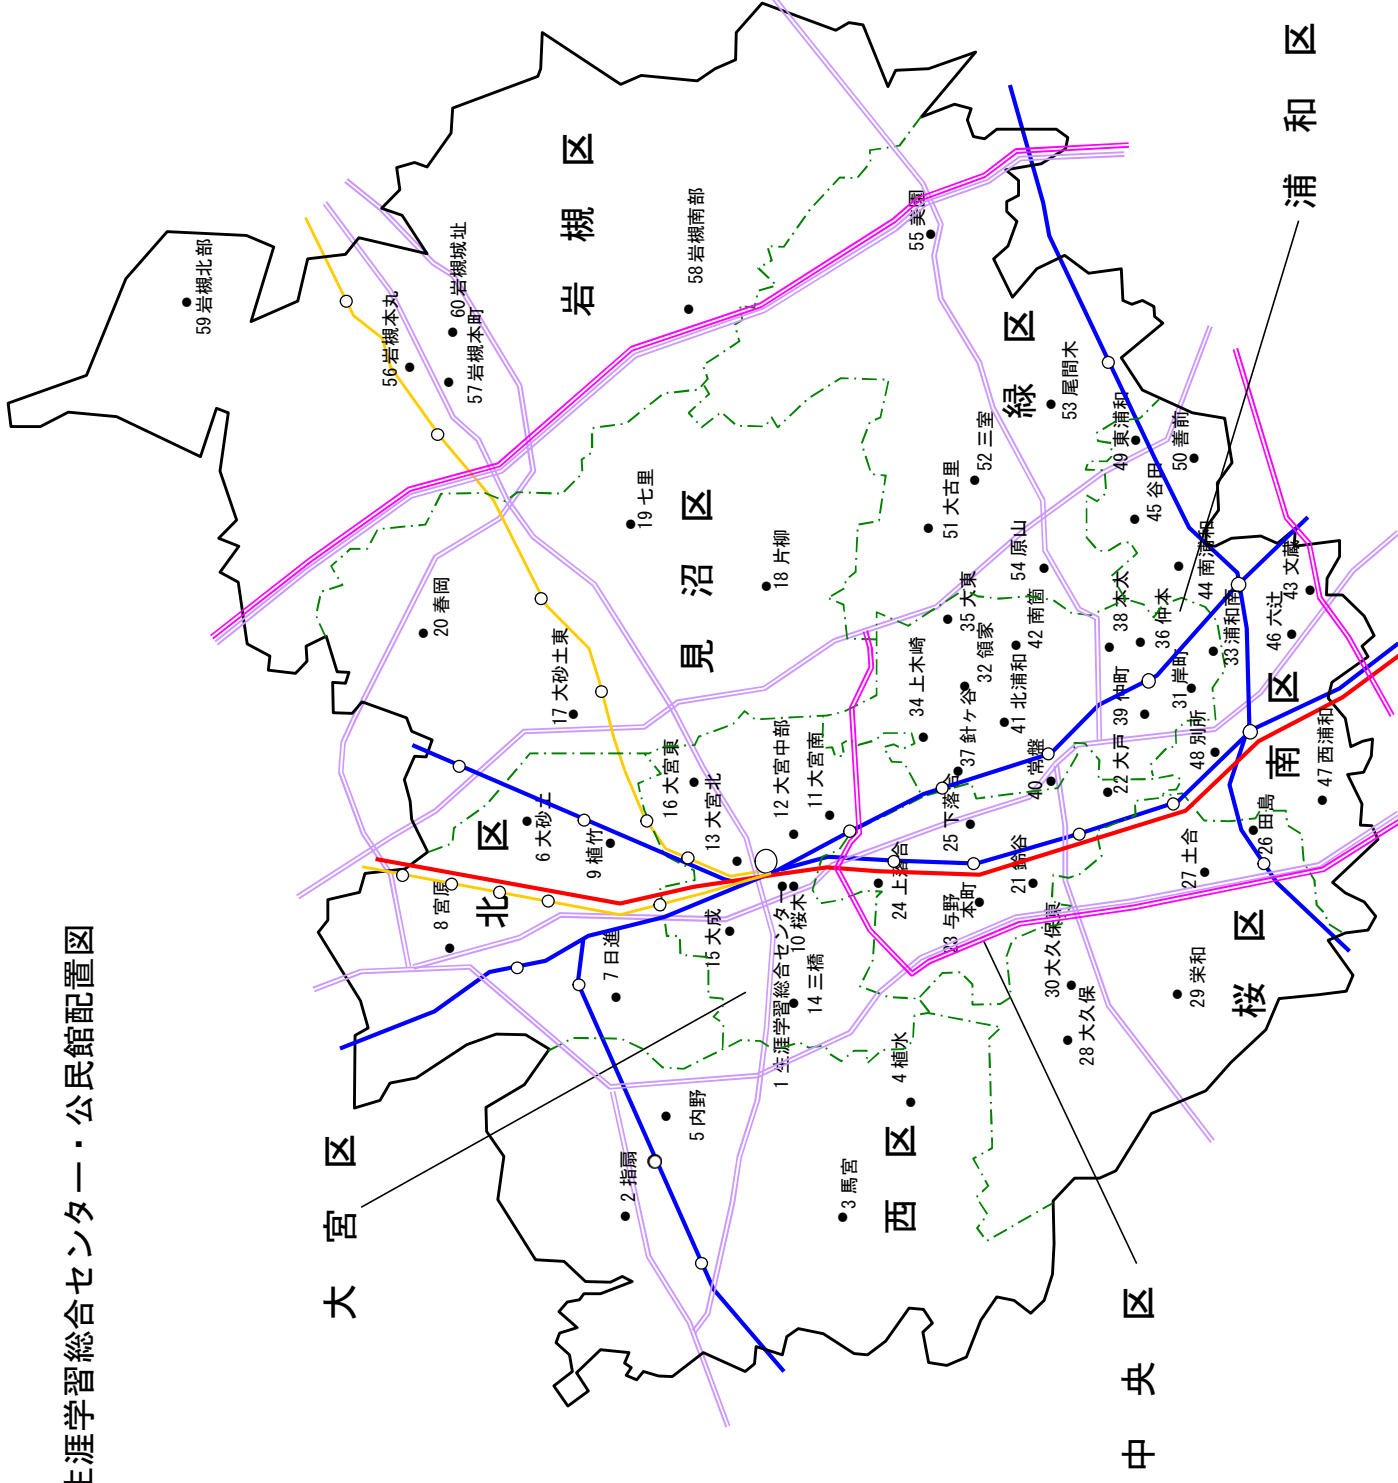 生涯学習総合センター・公民館配置図
59 岩槻北部
56 岩槻本丸
60 岩槻城址
57 岩槻本町
岩槻区
58 岩槻南部
55 美園
浦和区
緑区
53 尾間木
49 東浦和
50 善前
52 三室
51 大古里
45 谷田
19 七里
見沼区
18 片柳
20 春岡
17 大砂土東
54 原山
44 南浦和
43 文蔵
35 大東
42 南箇
38 本太
36 仲本
33 浦和南
46 六辻
34 上木崎
32 領家
41 北浦和
39 仲町
31 岸町
南区
37 針ヶ谷
40 常盤
22 大戸
48 別所
47 西浦和
16 大宮東
13 大宮北
12 大宮中部
11 大宮南
6 大砂土
9 植竹
北区
8 宮原
25 下落合
24 上落合
21 鈴谷
26 田島
27 土合
23 与野
本町
7 日進
15 大成
1 生涯学習総合センター
10 桜木
14 三橋
30 大久保東
28 大久保
29 栄和
桜区
4 植水
5 内野
2 指扇
3 馬宮
西区
大宮区
中央区